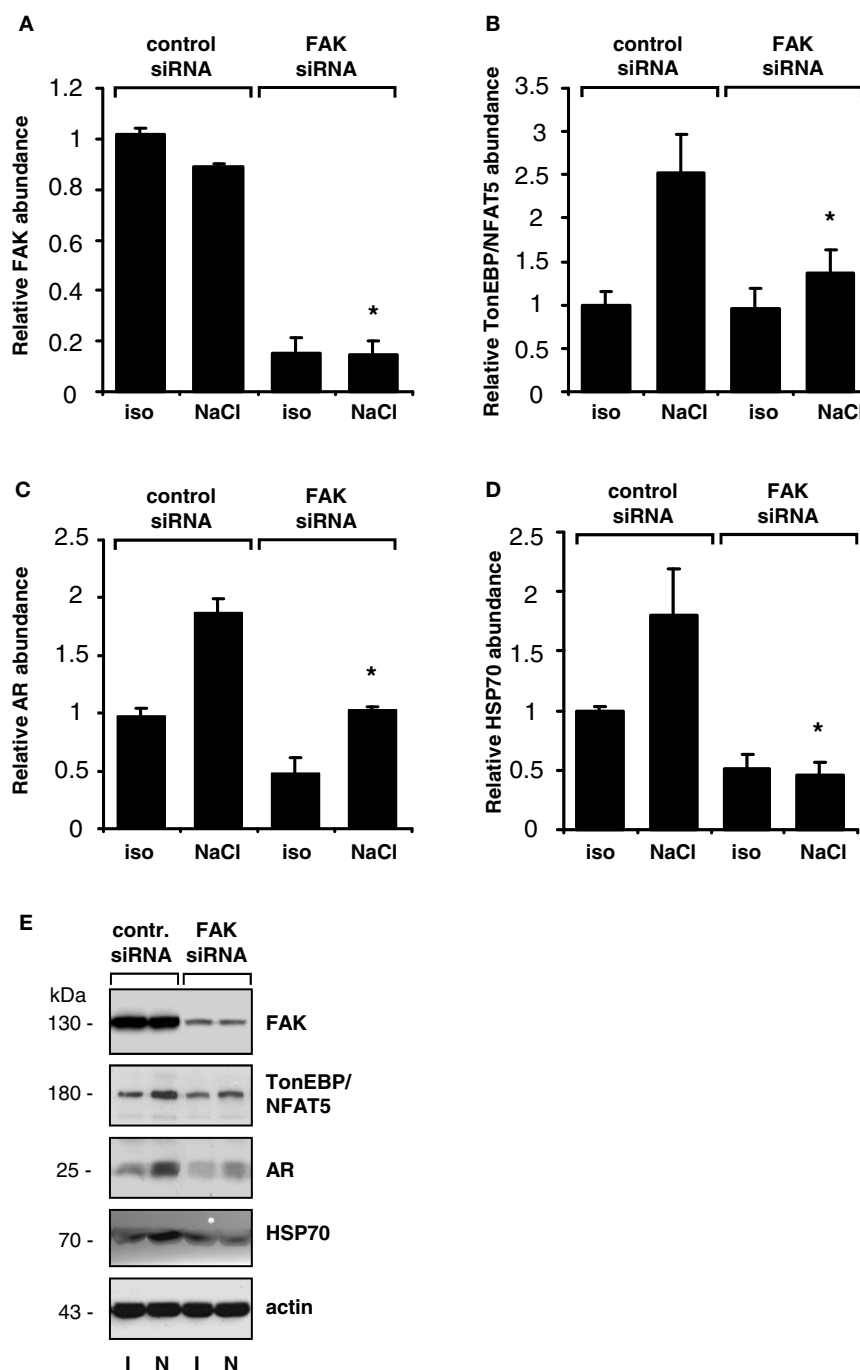 A
control
siRNA
FAK
siRNA
Relative FAK abundance
1.2
1
0.8
0.6
0.4
0.2
0
*
iso NaCl iso NaCl
B
control
siRNA
FAK
siRNA
Relative TonEBP/NFAT5 abundance
3.5
3
2.5
2
1.5
1
0.5
0
*
iso NaCl iso NaCl
C
control
siRNA
FAK
siRNA
Relative AR abundance
2.5
2
1.5
1
0.5
0
*
iso NaCl iso NaCl
D
control
siRNA
FAK
siRNA
Relative HSP70 abundance
2.5
2
1.5
1
0.5
0
*
iso NaCl iso NaCl
E
contr.
siRNA
FAK
siRNA
kDa
130 - FAK
180 - TonEBP/
NFAT5
25 - AR
70 - HSP70
43 - actin
I N I N